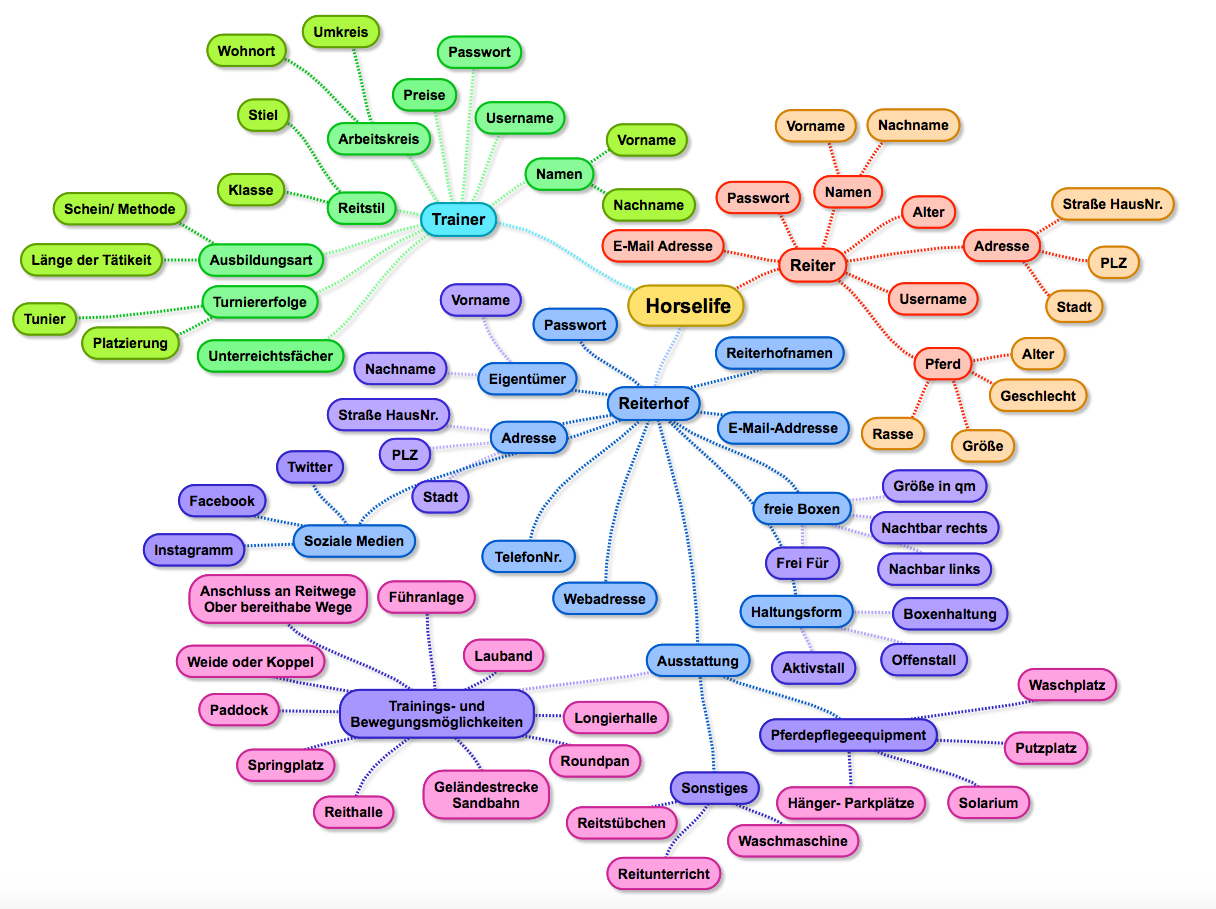 Horselife
Trainer
Arbeitskreis
Wohnort
Umkreis
Preise
Passwort
Username
Namen
Vorname
Nachname
Reitstil
Stiel
Klasse
Ausbildungsart
Schein/ Methode
Länge der Tätikeit
Turniererfolge
Tunier
Platzierung
Unterreichtsfächer
Reiter
E-Mail Adresse
Passwort
Namen
Vorname
Nachname
Alter
Adresse
Straße HausNr.
PLZ
Stadt
Username
Pferd
Alter
Geschlecht
Größe
Rasse
Reiterhof
Passwort
Reiterhofnamen
E-Mail-Addresse
Eigentümer
Vorname
Nachname
Adresse
Straße HausNr.
PLZ
Stadt
Soziale Medien
Twitter
Facebook
Instagramm
TelefonNr.
Webadresse
freie Boxen
Größe in qm
Nachtbar rechts
Nachbar links
Frei Für
Haltungsform
Boxenhaltung
Offenstall
Aktivstall
Ausstattung
Trainings- und
Bewegungsmöglichkeiten
Anschluss an Reitwege
Ober bereithabe Wege
Führanlage
Lauband
Weide oder Koppel
Paddock
Springplatz
Reithalle
Geländestrecke
Sandbahn
Roundpan
Longierhalle
Sonstiges
Reitstübchen
Reitunterricht
Waschmaschine
Pferdepflegeequipment
Waschplatz
Putzplatz
Solarium
Hänger- Parkplätze